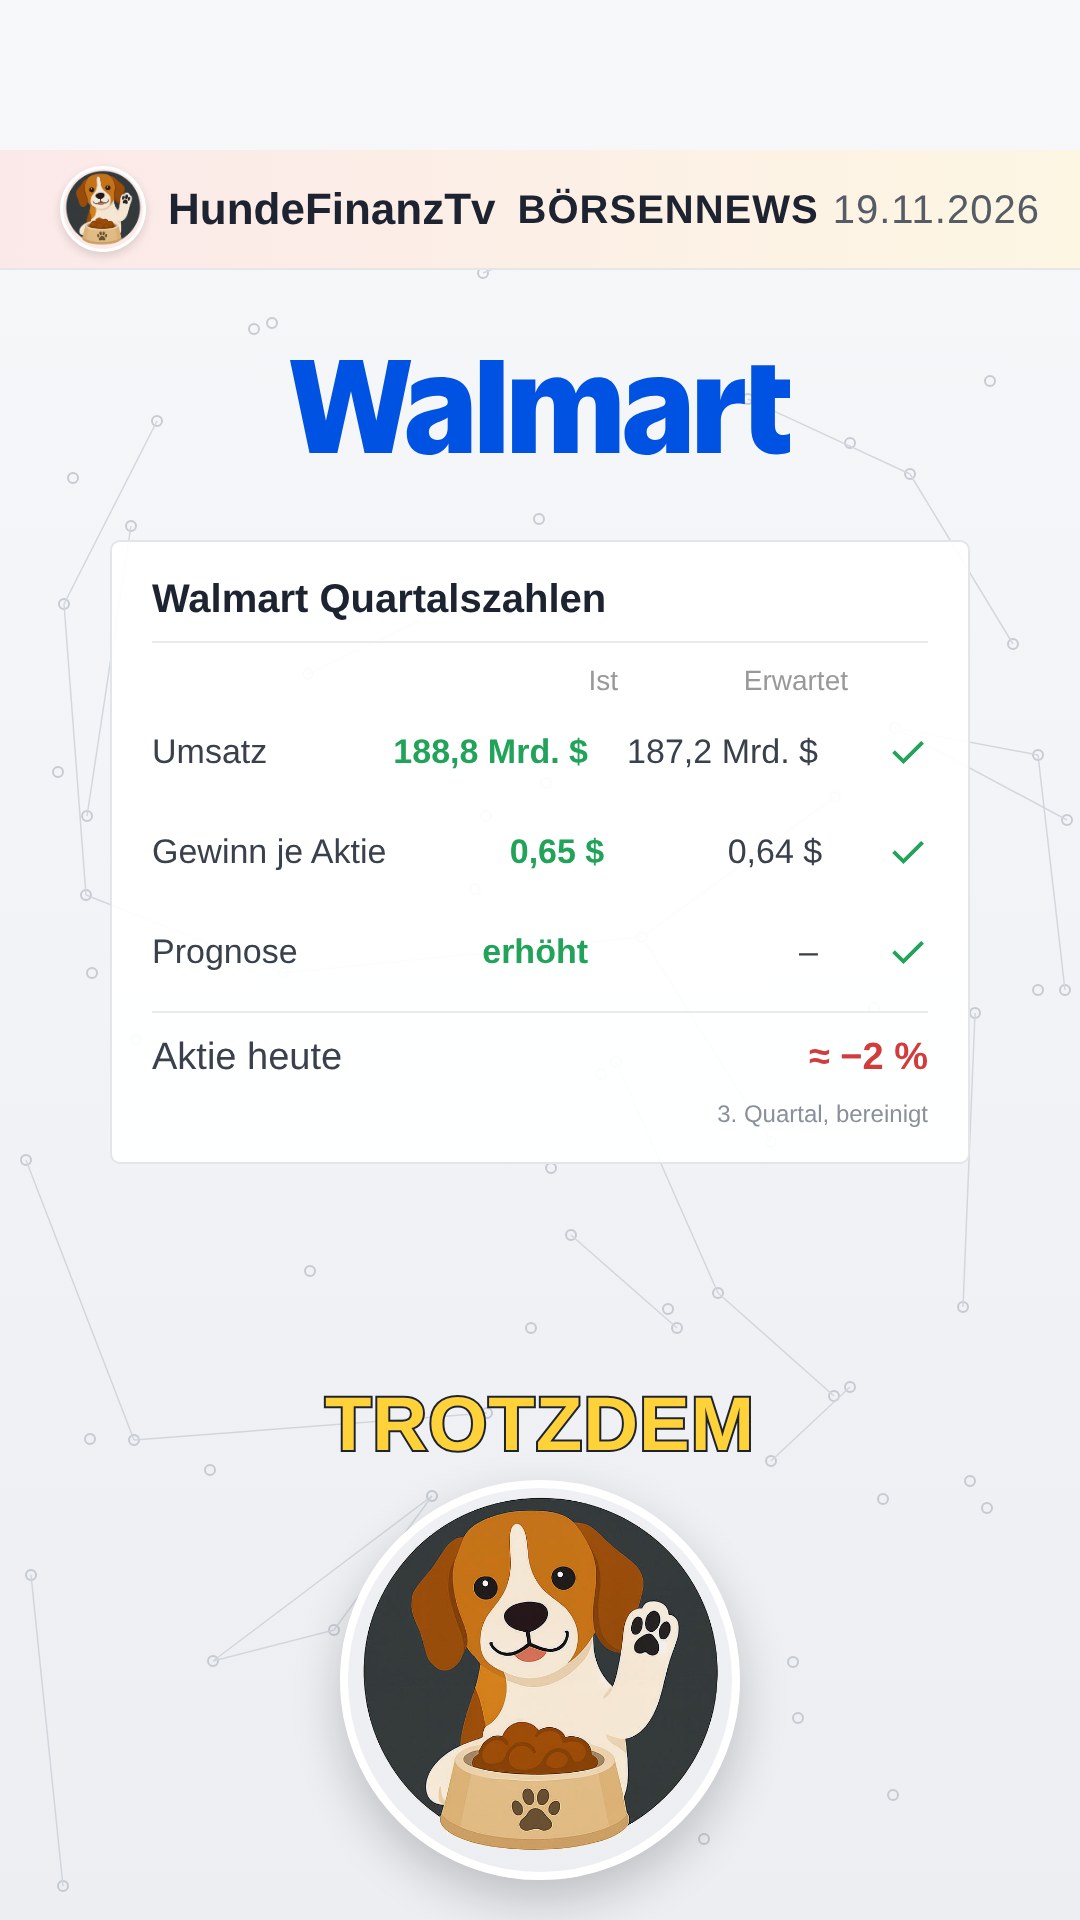 HundeFinanzTv BÖRSENNEWS 19.11.2026
Walmart
Walmart Quartalszahlen
Ist Erwartet
Umsatz 188,8 Mrd. $ 187,2 Mrd. $ ✓
Gewinn je Aktie 0,65 $ 0,64 $ ✓
Prognose erhöht – ✓
Aktie heute ≈ −2 %
3. Quartal, bereinigt
TROTZDEM